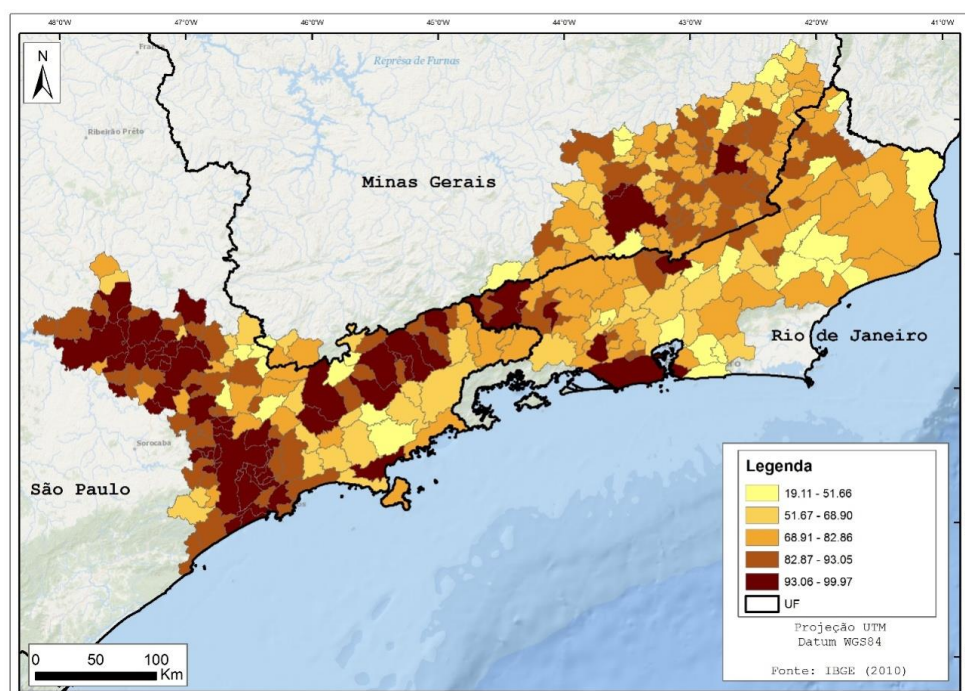 48°0'W 47°0'W 46°0'W 45°0'W 44°0'W 43°0'W 42°0'W 41°0'W
N
Franca
Reprêsa de Furnas
Ribeirão Prêto
Minas Gerais
Rio de Janeiro
Sorocaba
São Paulo
Legenda
19.11 - 51.66
51.67 - 68.90
68.91 - 82.86
82.87 - 93.05
93.06 - 99.97
UF
Projeção UTM
Datum WGS84
Fonte: IBGE (2010)
0 50 100
Km